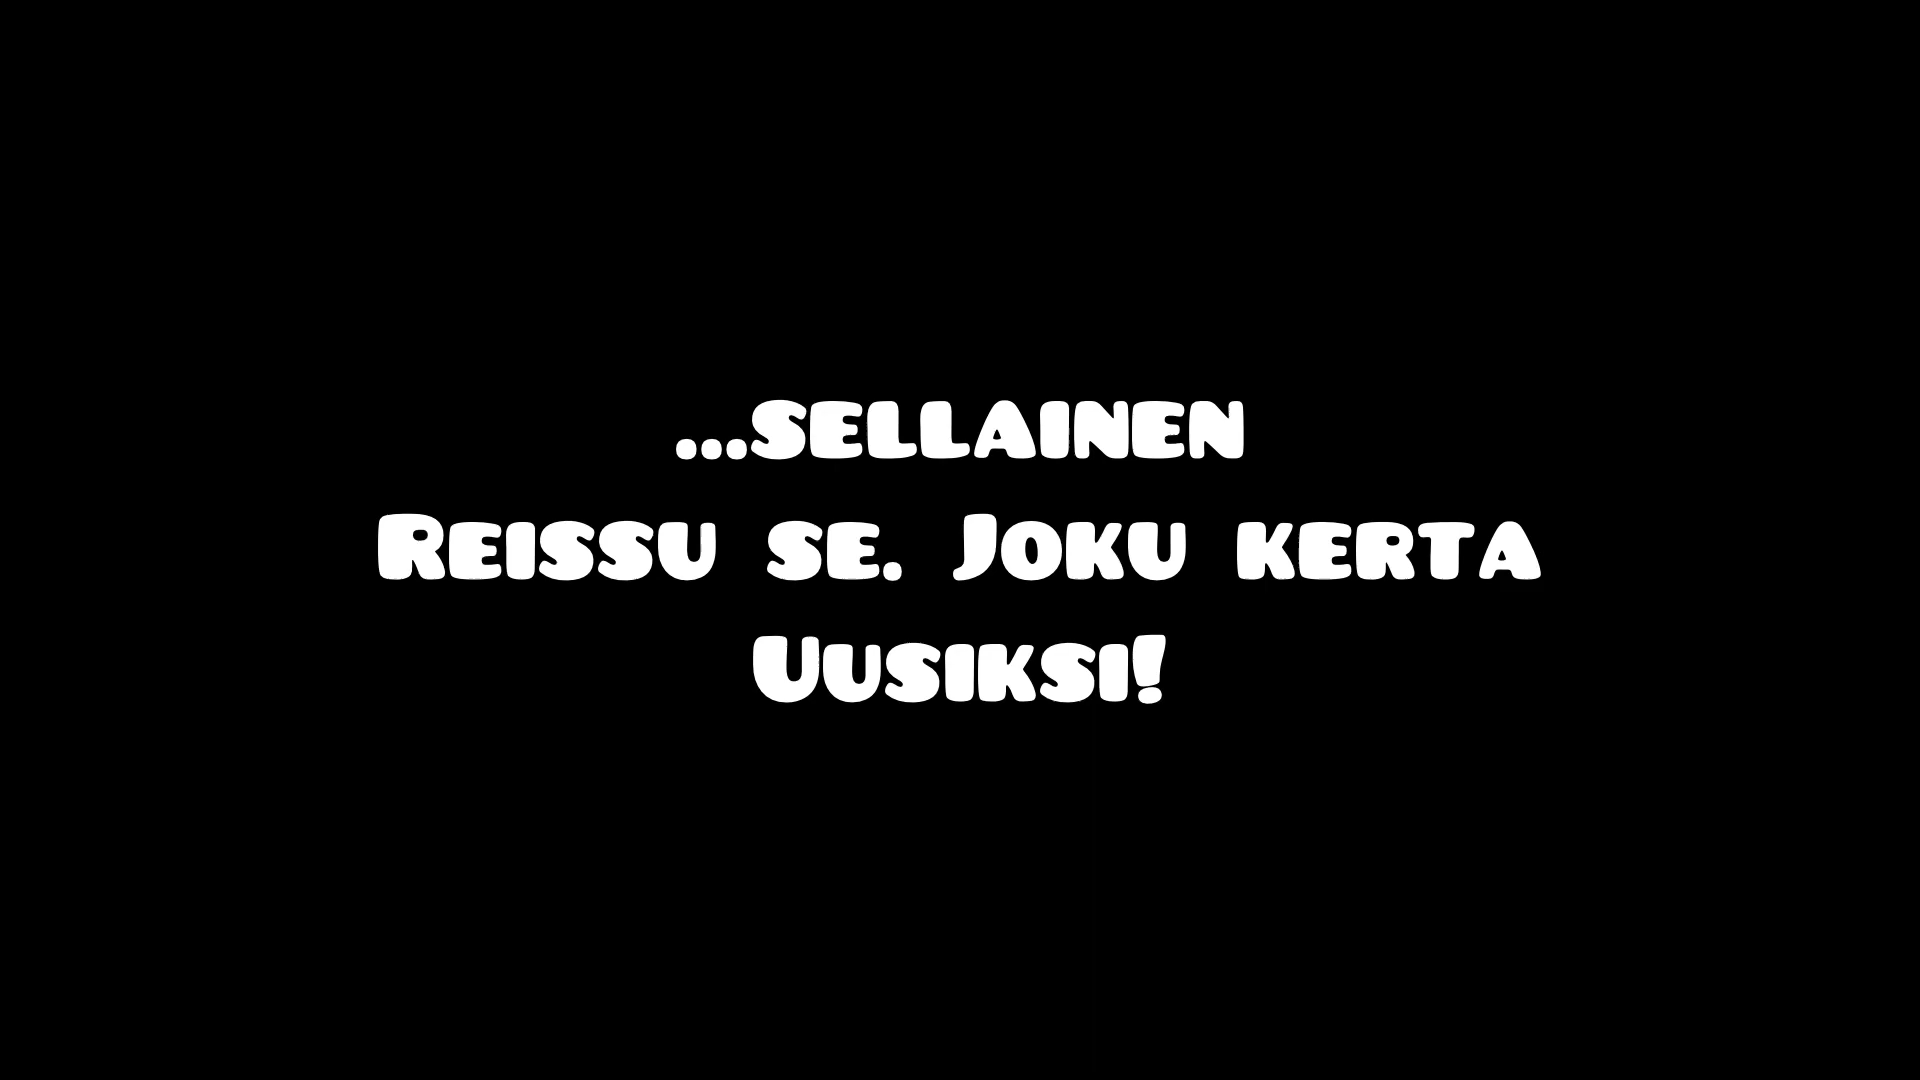 ...sellainen
Reissu se. Joku kerta
Uusiksi!